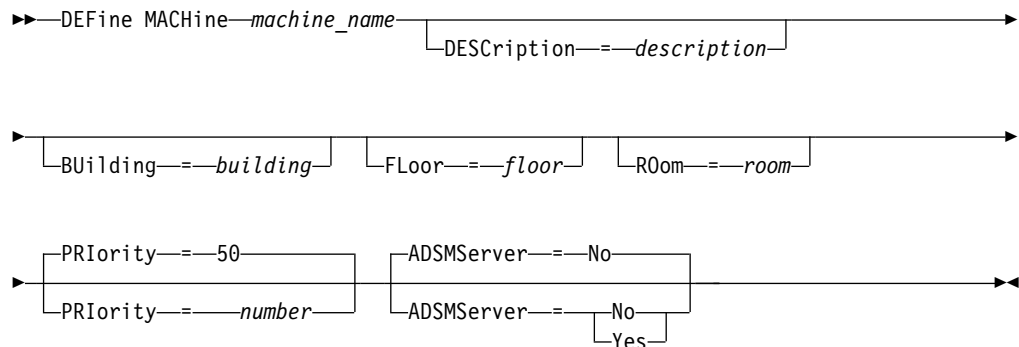 DEFine MACHine machine_name
DESCription = description
BUilding = building FLoor = floor ROom = room
PRIority = 50 ADSMServer = No
PRIority = number ADSMServer = No
Yes